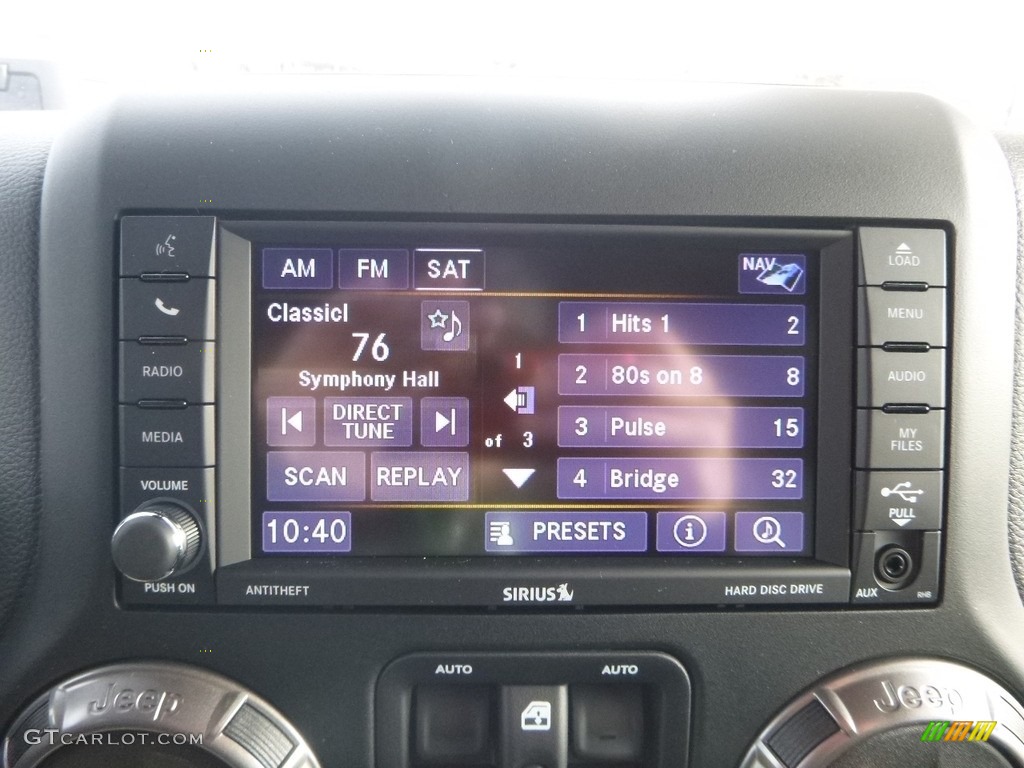 AM FM SAT NAV
Classicl
76
Symphony Hall
DIRECT
TUNE
SCAN REPLAY
10:40
1
of 3
1 Hits 1 2
2 80s on 8 8
3 Pulse 15
4 Bridge 32
PRESETS
RADIO
MEDIA
VOLUME
PUSH ON
LOAD
MENU
AUDIO
MY
FILES
PULL
AUX RHB
ANTITHEFT SIRIUS HARD DISC DRIVE
AUTO AUTO
Jeep Jeep
GTCARLOT.COM